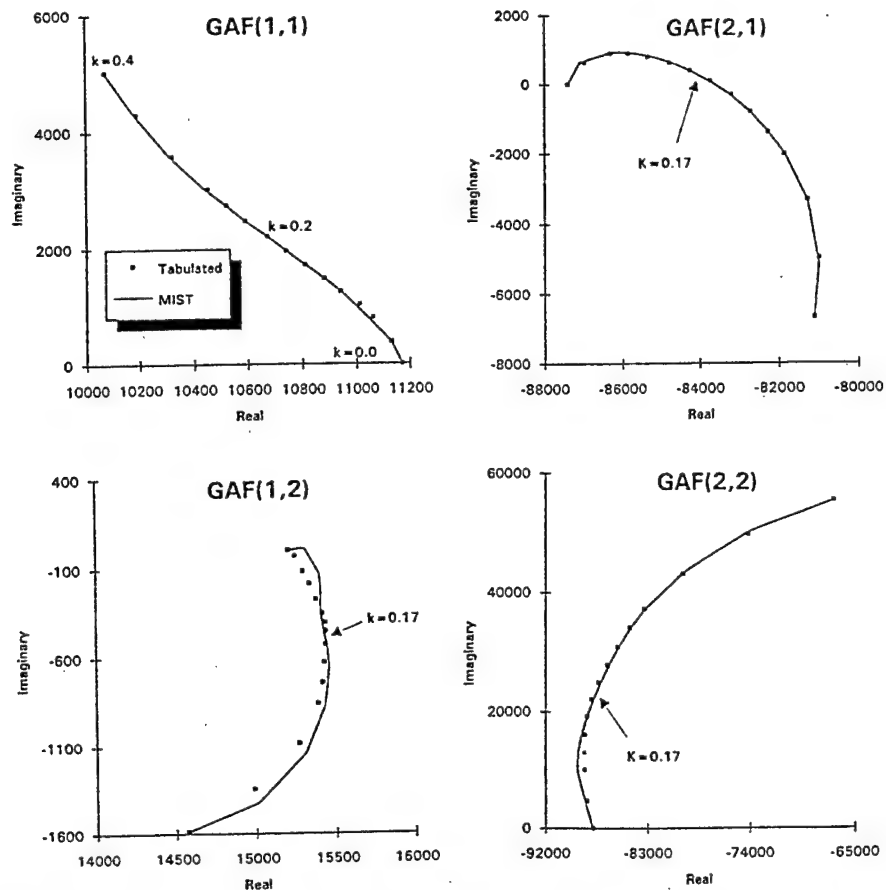 GAF(1,1)
6000
4000
2000
0
Imaginary
k=0.4
k=0.2
k=0.0
Tabulated
MIST
10000 10200 10400 10600 10800 11000 11200
Real
GAF(2,1)
2000
0
-2000
-4000
-6000
-8000
Imaginary
K=0.17
-88000 -86000 -84000 -82000 -80000
Real
GAF(1,2)
400
-100
-600
-1100
-1600
Imaginary
k=0.17
14000 14500 15000 15500 16000
Real
GAF(2,2)
60000
40000
20000
0
Imaginary
K=0.17
-92000 -83000 -74000 -65000
Real